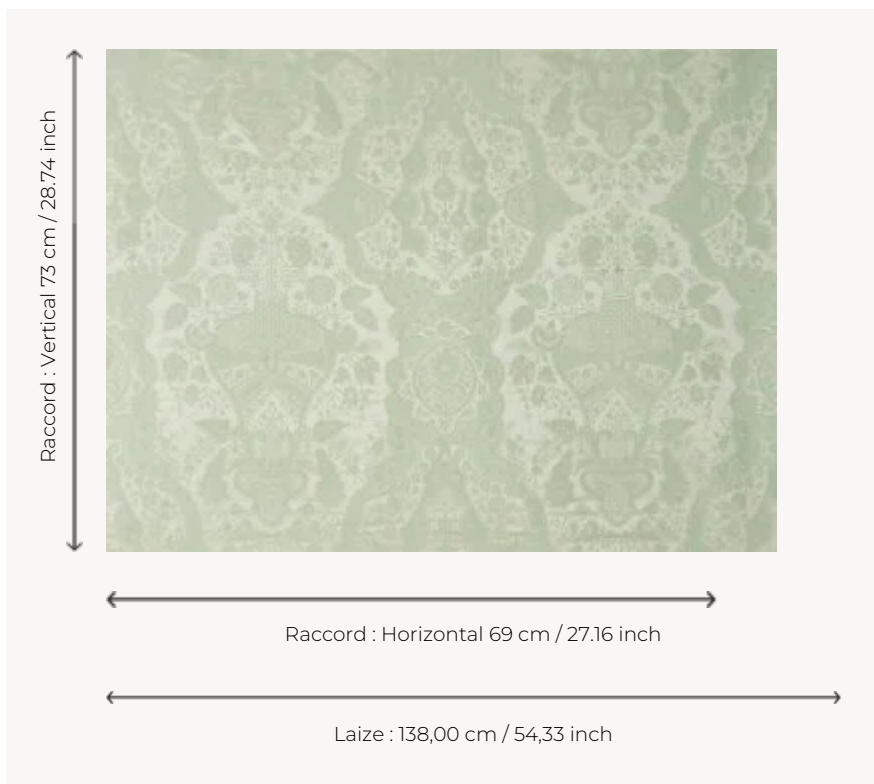 Raccord : Vertical 73 cm / 28.74 inch
Raccord : Horizontal 69 cm / 27.16 inch
Laize : 138,00 cm / 54,33 inch